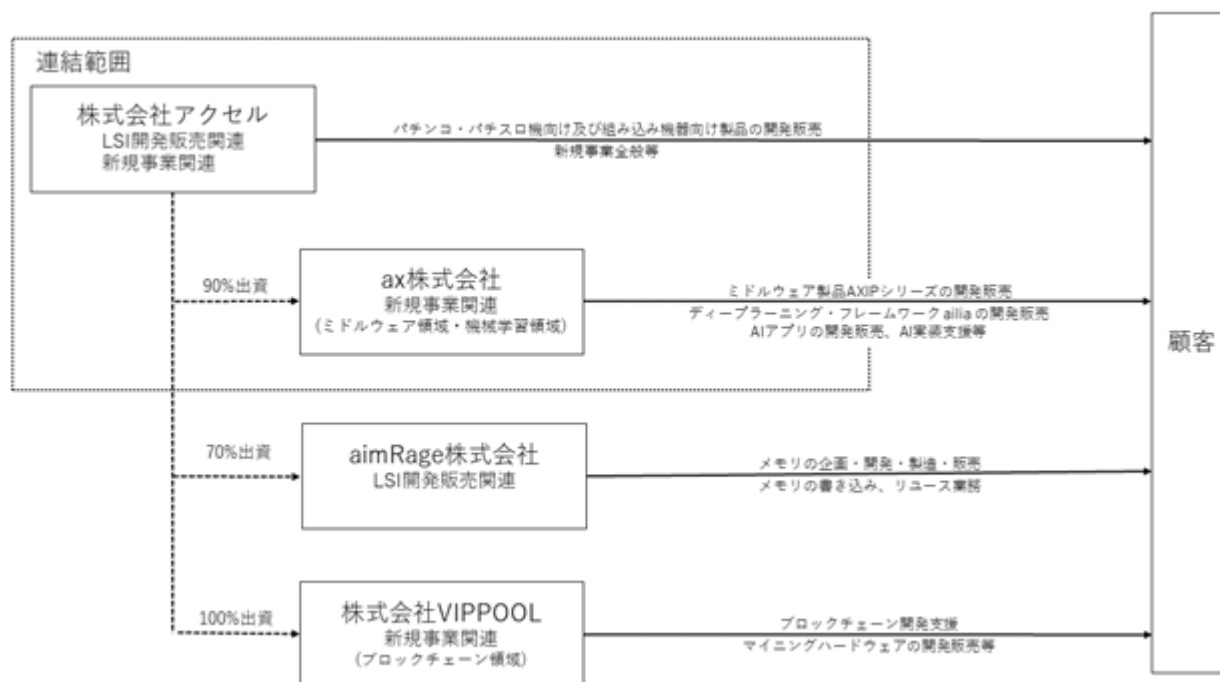 連結範囲
株式会社アクセル
LSI開発販売関連
新規事業関連
パチンコ・パチスロ機向け及び組み込み機器向け製品の開発販売
新規事業全般等
90%出資
ax株式会社
新規事業関連
(ミドルウェア領域・機械学習領域)
ミドルウェア製品AXIPシリーズの開発販売
ディープラーニング・フレームワークailiaの開発販売
AIアプリの開発販売、AI実装支援等
顧客
70%出資
aimRage株式会社
LSI開発販売関連
メモリの企画・開発・製造・販売
メモリの書き込み、リユース業務
100%出資
株式会社VIPPOOL
新規事業関連
(ブロックチェーン領域)
ブロックチェーン開発支援
マイニングハードウェアの開発販売等